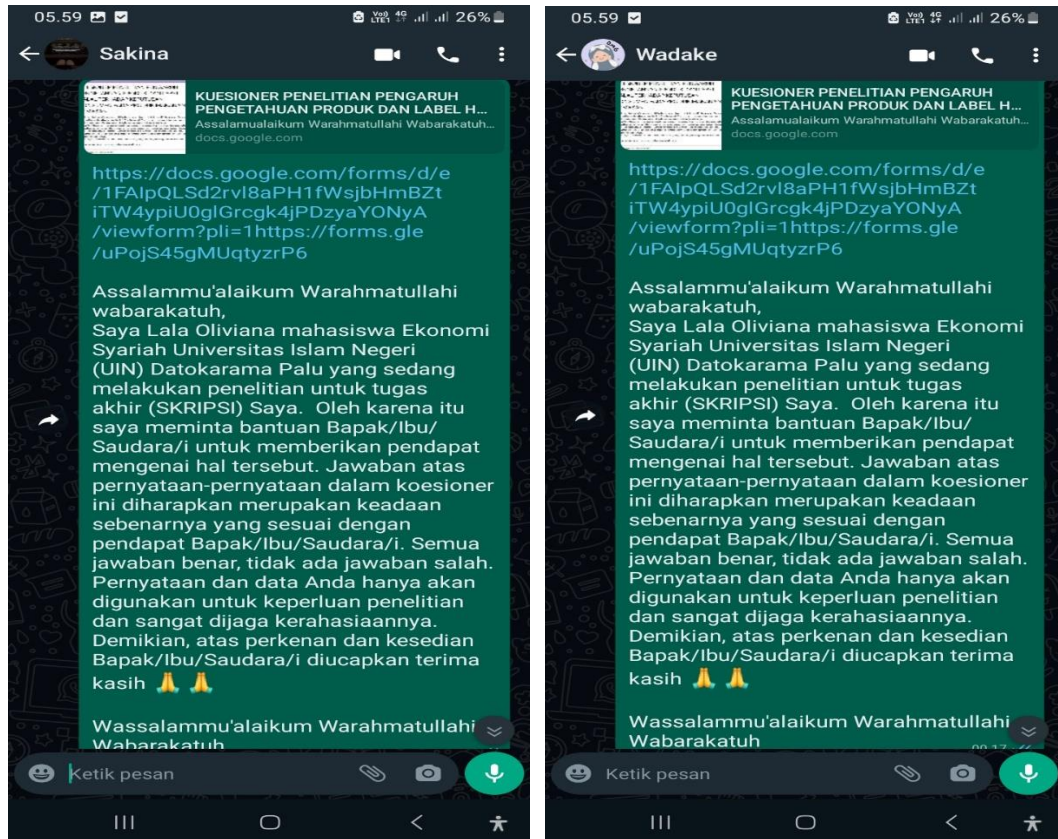 05.59
26%
Sakina
KUESIONER PENELITIAN PENGARUH
PENGETAHUAN PRODUK DAN LABEL H...
Assalamualaikum Warahmatullahi Wabarakatuh...
docs.google.com
https://docs.google.com/forms/d/e
/1FAIpQLSd2rvl8aPH1fWsjbHmBZt
iTW4ypiU0glGrcgk4jPDzyaYONyA
/viewform?pli=1https://forms.gle
/uPojS45gMUqtyzrP6
Assalammu'alaikum Warahmatullahi
wabarakatuh,
Saya Lala Oliviana mahasiswa Ekonomi
Syariah Universitas Islam Negeri
(UIN) Datokarama Palu yang sedang
melakukan penelitian untuk tugas
akhir (SKRIPSI) Saya.  Oleh karena itu
saya meminta bantuan Bapak/Ibu/
Saudara/i untuk memberikan pendapat
mengenai hal tersebut. Jawaban atas
pernyataan-pernyataan dalam koesioner
ini diharapkan merupakan keadaan
sebenarnya yang sesuai dengan
pendapat Bapak/Ibu/Saudara/i. Semua
jawaban benar, tidak ada jawaban salah.
Pernyataan dan data Anda hanya akan
digunakan untuk keperluan penelitian
dan sangat dijaga kerahasiaannya.
Demikian, atas perkenan dan kesedian
Bapak/Ibu/Saudara/i diucapkan terima
kasih 🙏 🙏
Wassalammu'alaikum Warahmatullahi
Wabarakatuh
Ketik pesan
05.59
26%
Wadake
KUESIONER PENELITIAN PENGARUH
PENGETAHUAN PRODUK DAN LABEL H...
Assalamualaikum Warahmatullahi Wabarakatuh...
docs.google.com
https://docs.google.com/forms/d/e
/1FAIpQLSd2rvl8aPH1fWsjbHmBZt
iTW4ypiU0glGrcgk4jPDzyaYONyA
/viewform?pli=1https://forms.gle
/uPojS45gMUqtyzrP6
Assalammu'alaikum Warahmatullahi
wabarakatuh,
Saya Lala Oliviana mahasiswa Ekonomi
Syariah Universitas Islam Negeri
(UIN) Datokarama Palu yang sedang
melakukan penelitian untuk tugas
akhir (SKRIPSI) Saya.  Oleh karena itu
saya meminta bantuan Bapak/Ibu/
Saudara/i untuk memberikan pendapat
mengenai hal tersebut. Jawaban atas
pernyataan-pernyataan dalam koesioner
ini diharapkan merupakan keadaan
sebenarnya yang sesuai dengan
pendapat Bapak/Ibu/Saudara/i. Semua
jawaban benar, tidak ada jawaban salah.
Pernyataan dan data Anda hanya akan
digunakan untuk keperluan penelitian
dan sangat dijaga kerahasiaannya.
Demikian, atas perkenan dan kesedian
Bapak/Ibu/Saudara/i diucapkan terima
kasih 🙏 🙏
Wassalammu'alaikum Warahmatullahi
Wabarakatuh
Ketik pesan